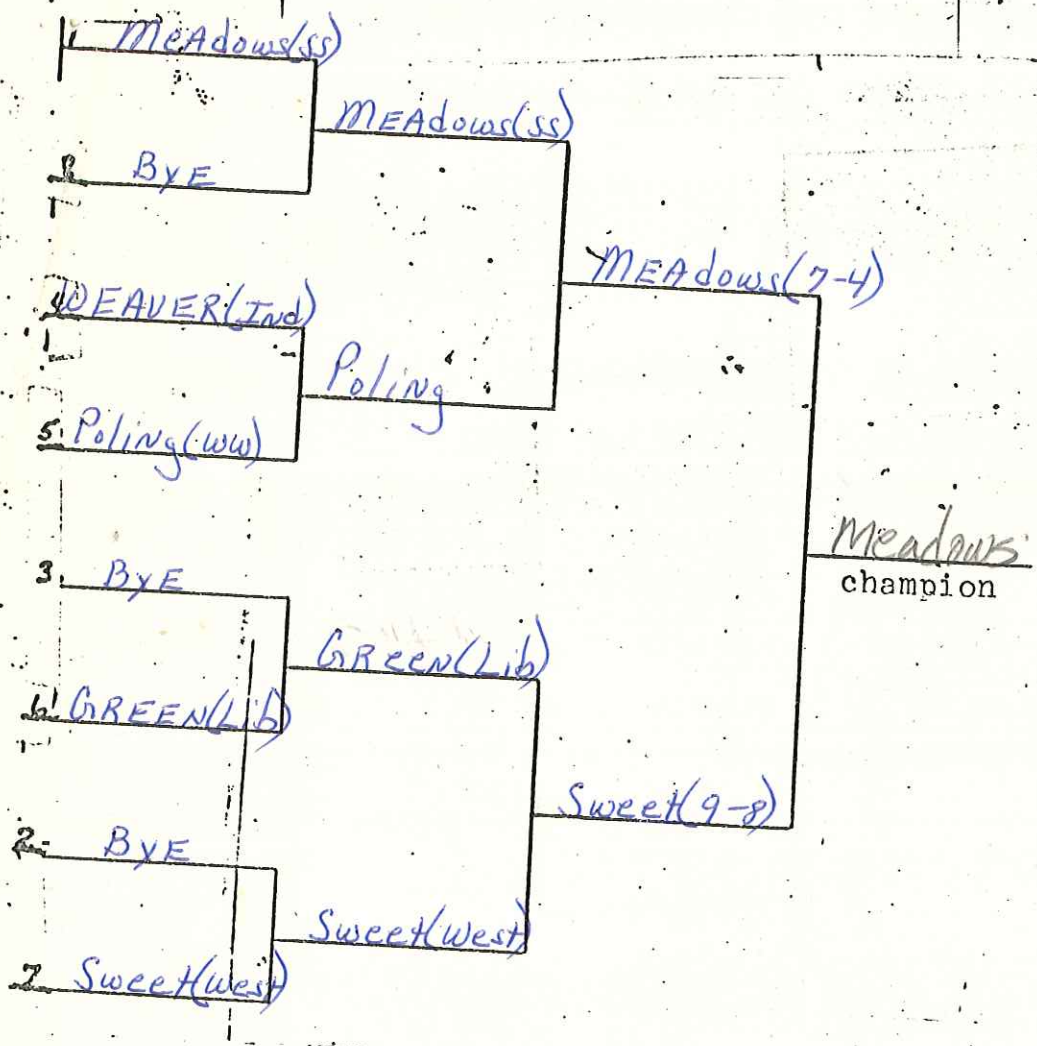 1 MeAdows(ss)
MEAdows(ss)
8 ByE
MEAdows(7-4)
4 WEAVER(Ind)
Poling
5. Poling(ww)
Meadows
champion
3. ByE
GReeN(Lib)
6 GREEN(Lib)
Sweet(9-8)
2- ByE
Sweet(west)
7 Sweet(west)